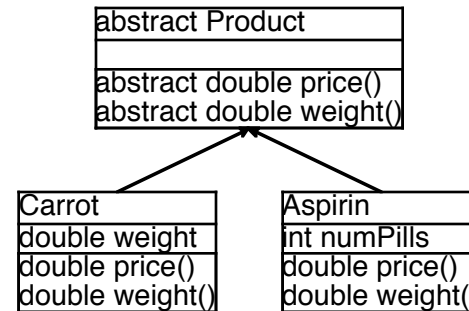 abstract Product
abstract double price()
abstract double weight()
Carrot
double weight
double price()
double weight()
Aspirin
int numPills
double price()
double weight()